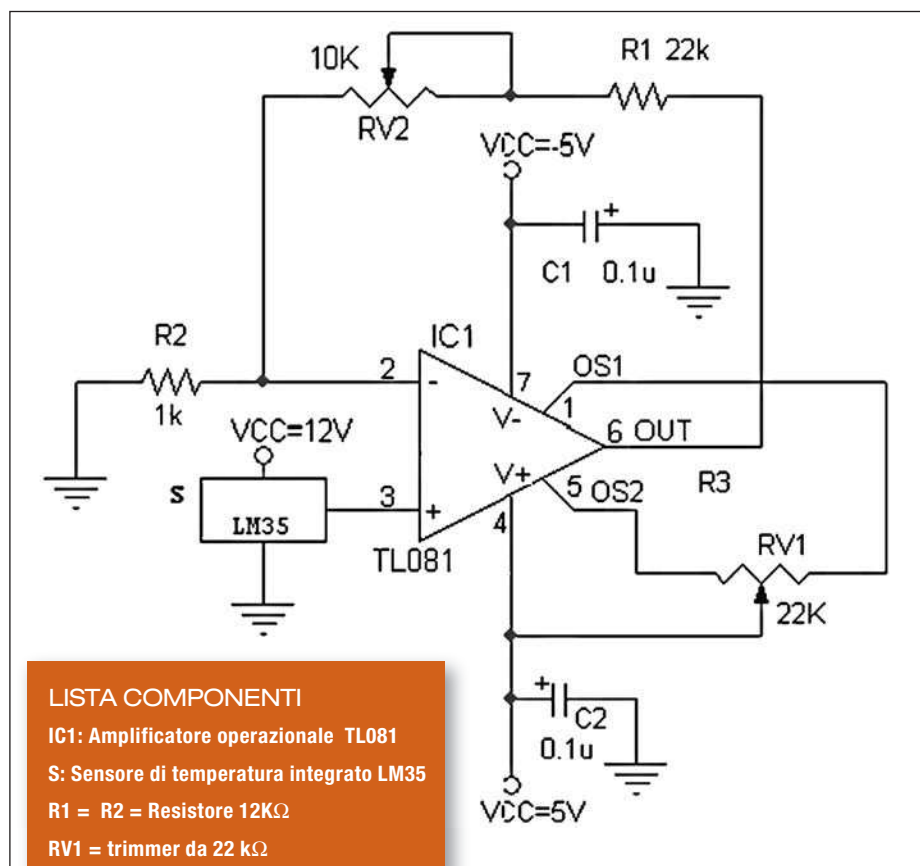 10K
R1 22k
RV2
VCC=-5V
+
C1 0.1u
R2
IC1
OS1
2
-
7
1
1k
V-
6 OUT
VCC=12V
V+
5 OS2
R3
S
3
+
LM35
4
TL081
RV1
22K
LISTA COMPONENTI
IC1: Amplificatore operazionale TL081
S: Sensore di temperatura integrato LM35
R1 = R2 = Resistore 12KΩ
RV1 = trimmer da 22 kΩ
+
C2
0.1u
VCC=5V